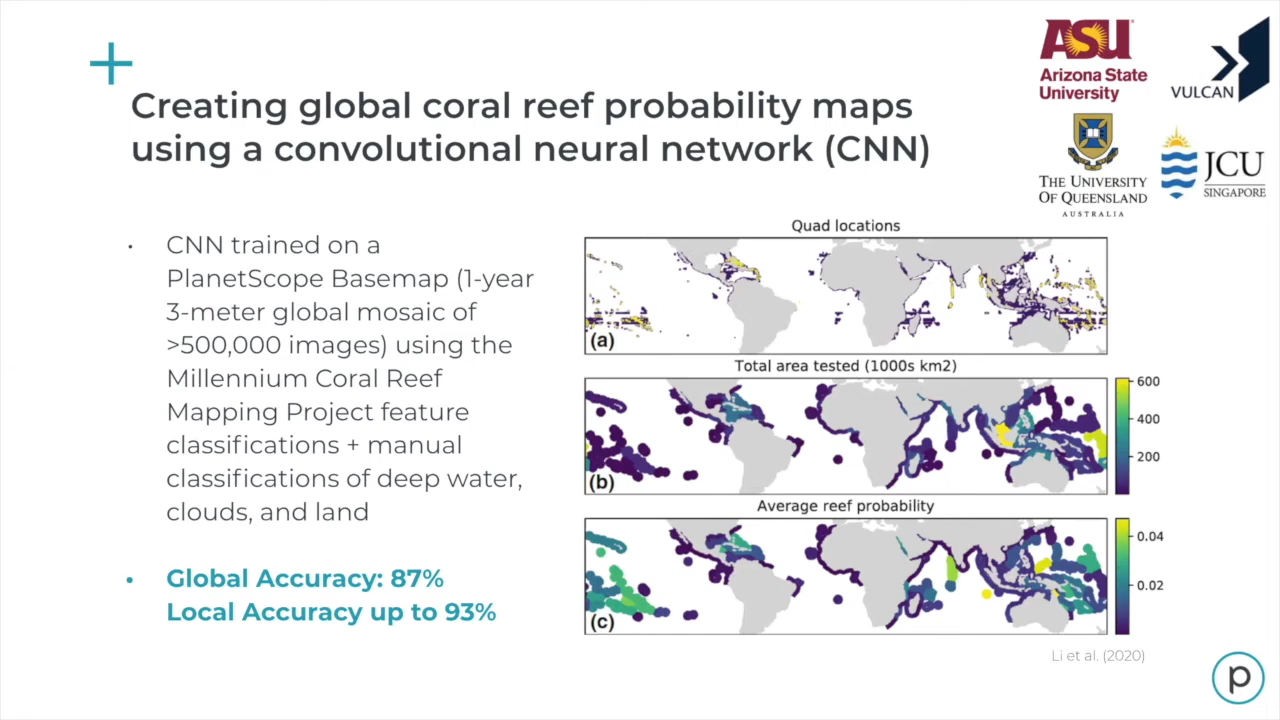 Creating global coral reef probability maps
using a convolutional neural network (CNN)
ASU
Arizona State
University
VULCAN
THE UNIVERSITY
OF QUEENSLAND
AUSTRALIA
JCU
SINGAPORE
• CNN trained on a
PlanetScope Basemap (1-year
3-meter global mosaic of
>500,000 images) using the
Millennium Coral Reef
Mapping Project feature
classifications + manual
classifications of deep water,
clouds, and land
• Global Accuracy: 87%
Local Accuracy up to 93%
Quad locations
(a)
Total area tested (1000s km2)
600
400
200
(b)
Average reef probability
0.04
0.02
(c)
Li et al. (2020)
p